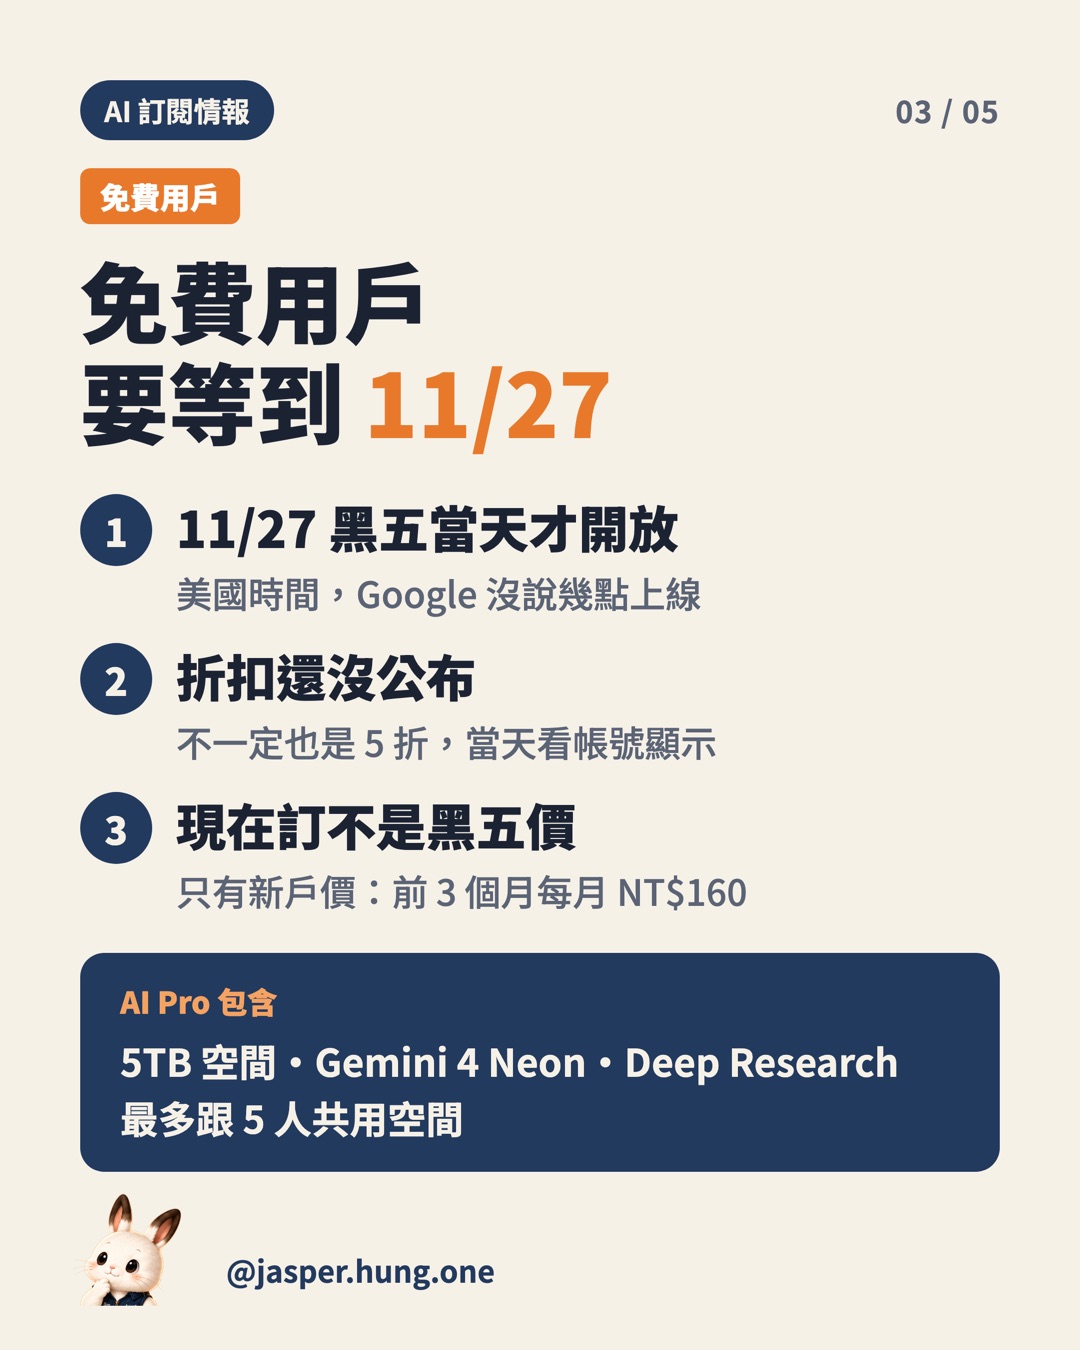 AI 訂閱情報
03 / 05
免費用戶
免費用戶
要等到 11/27
1
11/27 黑五當天才開放
美國時間，Google 沒說幾點上線
2
折扣還沒公布
不一定也是 5 折，當天看帳號顯示
3
現在訂不是黑五價
只有新戶價：前 3 個月每月 NT$160
AI Pro 包含
5TB 空間・Gemini 4 Neon・Deep Research
最多跟 5 人共用空間
@jasper.hung.one